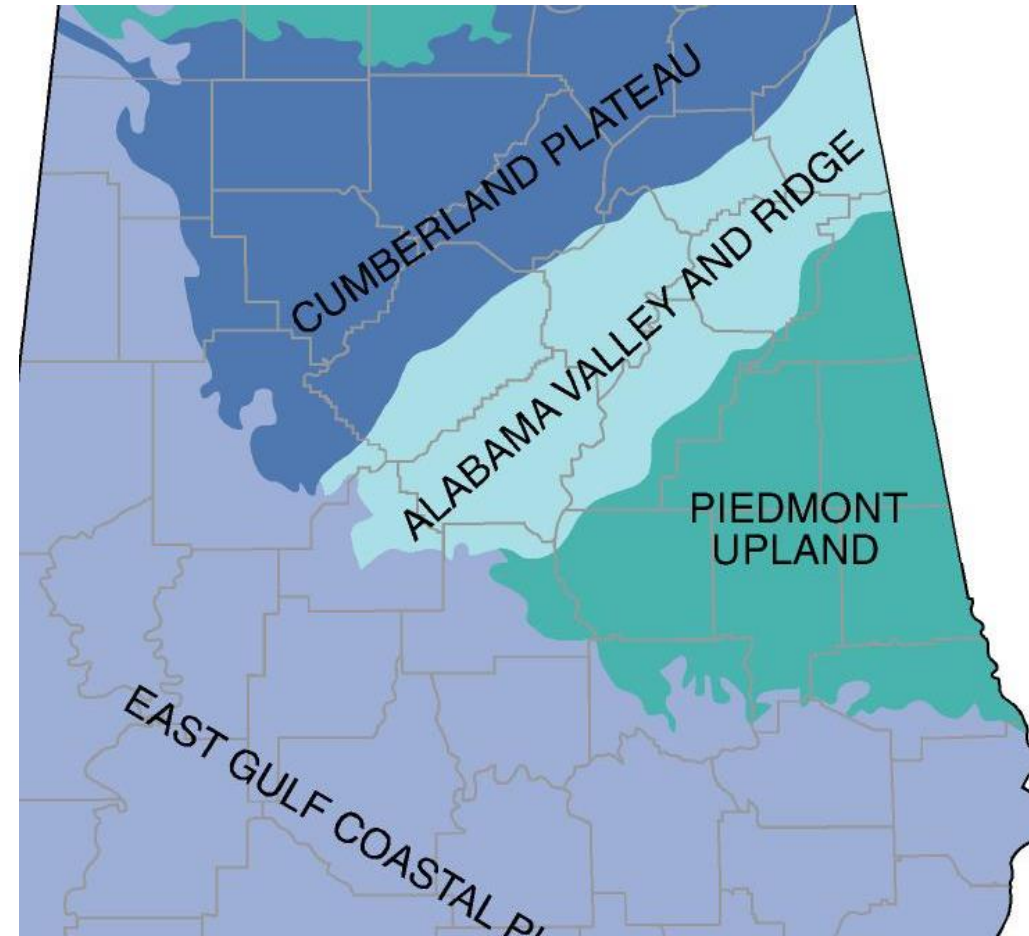 CUMBERLAND PLATEAU
ALABAMA VALLEY AND RIDGE
PIEDMONT
UPLAND
EAST GULF COASTAL